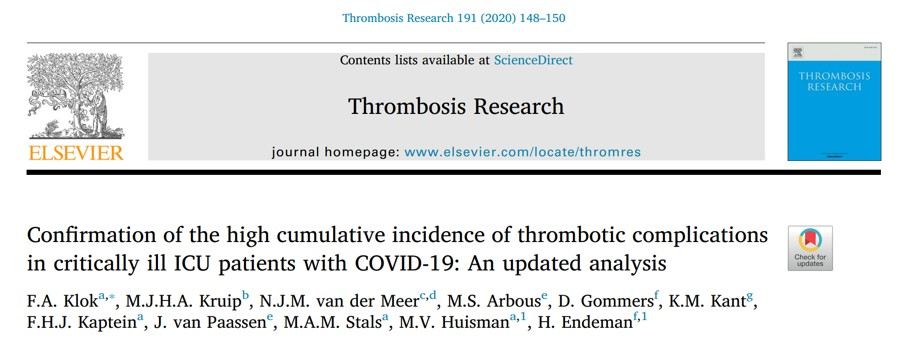 Thrombosis Research 191 (2020) 148–150
Contents lists available at ScienceDirect
Thrombosis Research
journal homepage: www.elsevier.com/locate/thromres
ELSEVIER
THROMBOSIS
RESEARCH
Confirmation of the high cumulative incidence of thrombotic complications
in critically ill ICU patients with COVID-19: An updated analysis
Check for
updates
F.A. Klok^a,*, M.J.H.A. Kruip^b, N.J.M. van der Meer^c,d, M.S. Arbous^e, D. Gommers^f, K.M. Kant^g,
F.H.J. Kaptein^a, J. van Paassen^e, M.A.M. Stals^a, M.V. Huisman^a,1, H. Endeman^f,1